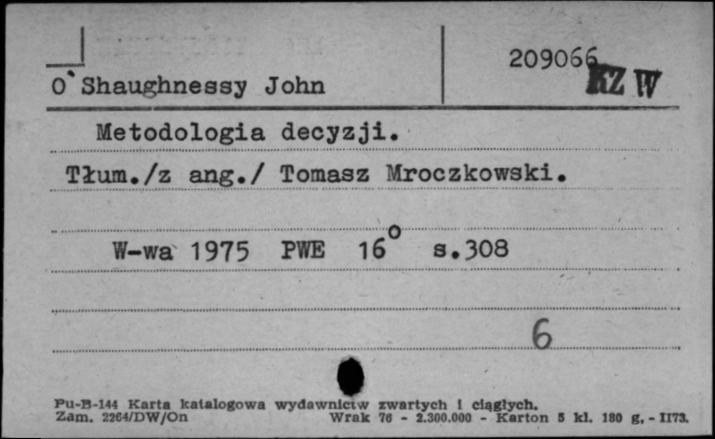 209066
KZ W
O`Shaughnessy John
Metodologia decyzji.
Tłum./z ang./ Tomasz Mroczkowski.
W-wa 1975 PWE 16° s.308
6
Pu-B-144 Karta katalogowa wydawnictw zwartych i ciągłych.
Zam. 2264/DW/On Wrak 76 - 2.300.000 - Karton 5 kl. 180 g. - II73.